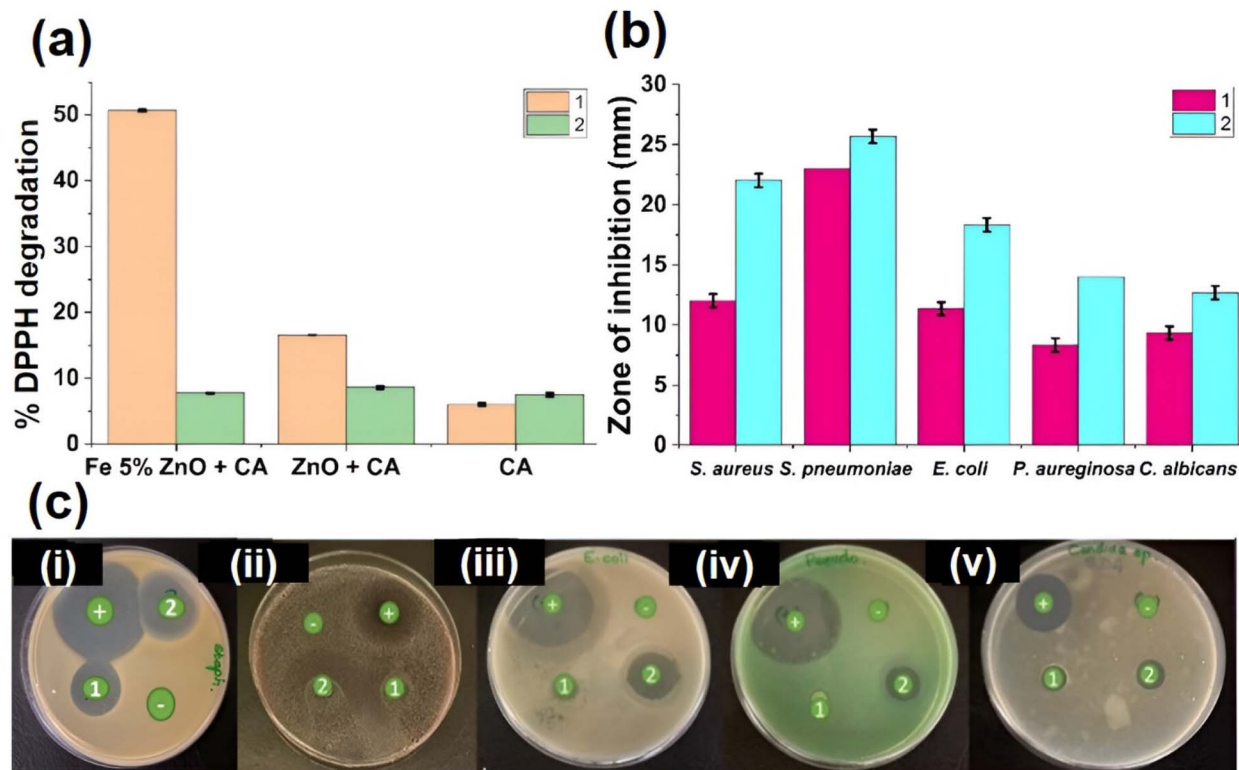 (a)
% DPPH degradation
50
40
30
20
10
0
1
2
Fe 5% ZnO + CA
ZnO + CA
CA
(b)
Zone of inhibition (mm)
30
25
20
15
10
5
0
1
2
S. aureus
S. pneumoniae
E. coli
P. aureginosa
C. albicans
(c)
(i)
+
2
1
-
Staph.
(ii)
-
+
2
1
(iii)
E-coli
+
-
1
2
(iv)
Pseudo.
+
-
1
2
(v)
Candida sp.
+
-
1
2